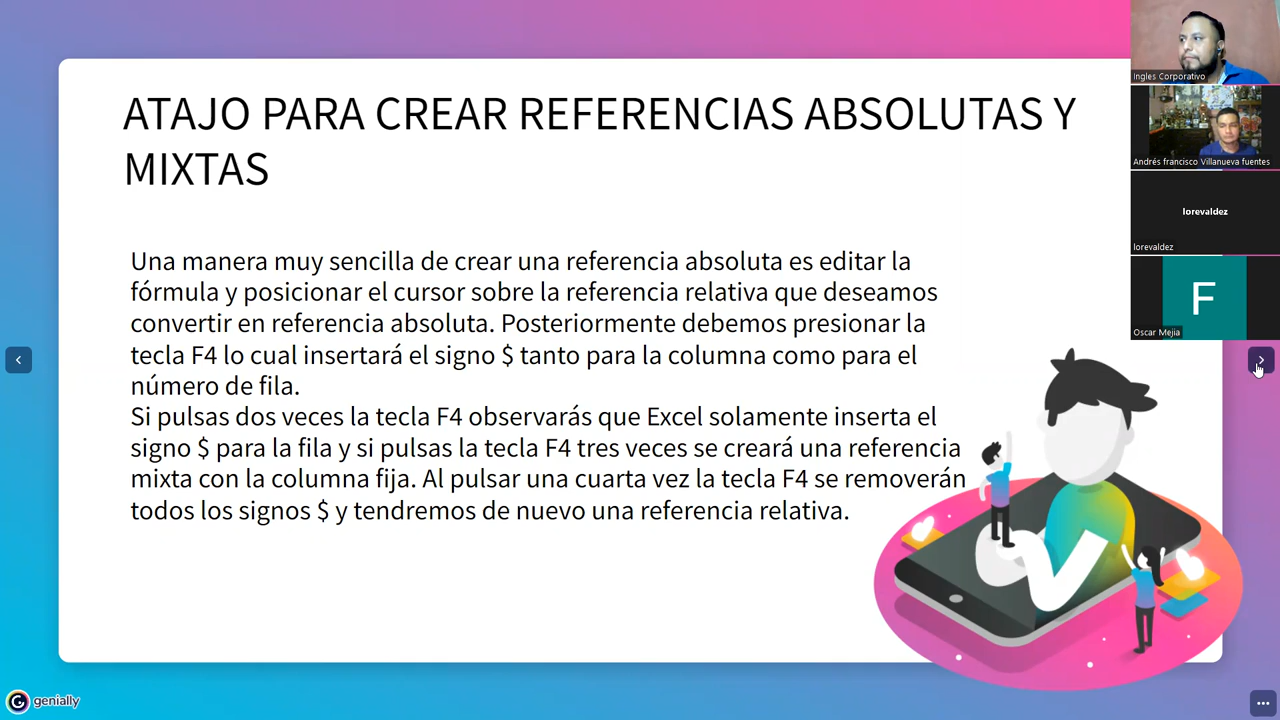 ATAJO PARA CREAR REFERENCIAS ABSOLUTAS Y
MIXTAS
Una manera muy sencilla de crear una referencia absoluta es editar la
fórmula y posicionar el cursor sobre la referencia relativa que deseamos
convertir en referencia absoluta. Posteriormente debemos presionar la
tecla F4 lo cual insertará el signo $ tanto para la columna como para el
número de fila.
Si pulsas dos veces la tecla F4 observarás que Excel solamente inserta el
signo $ para la fila y si pulsas la tecla F4 tres veces se creará una referencia
mixta con la columna fija. Al pulsar una cuarta vez la tecla F4 se removerán
todos los signos $ y tendremos de nuevo una referencia relativa.
Ingles Corporativo
Andrés francisco Villanueva fuentes
lorevaldez
lorevaldez
F
Oscar Mejia
genially